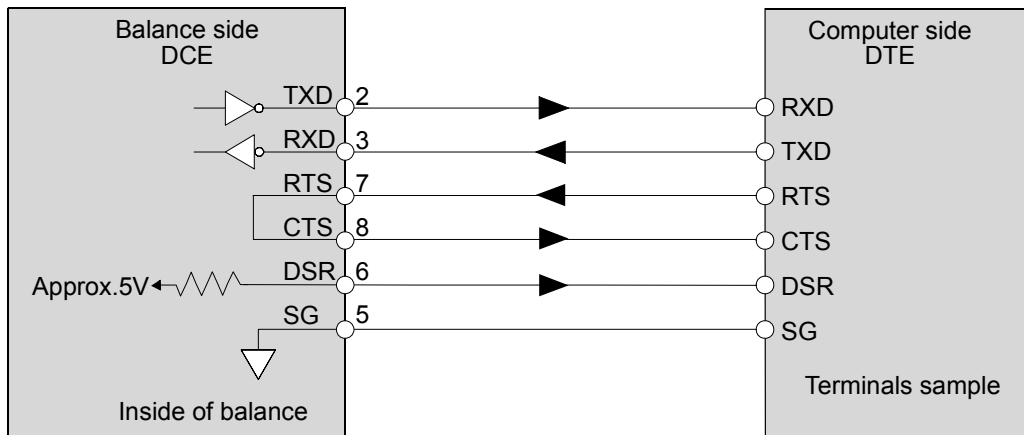 Balance side
DCE
Computer side
DTE
TXD 2
RXD
RXD 3
TXD
RTS 7
RTS
CTS 8
CTS
Approx.5V
DSR 6
DSR
SG 5
SG
Inside of balance
Terminals sample